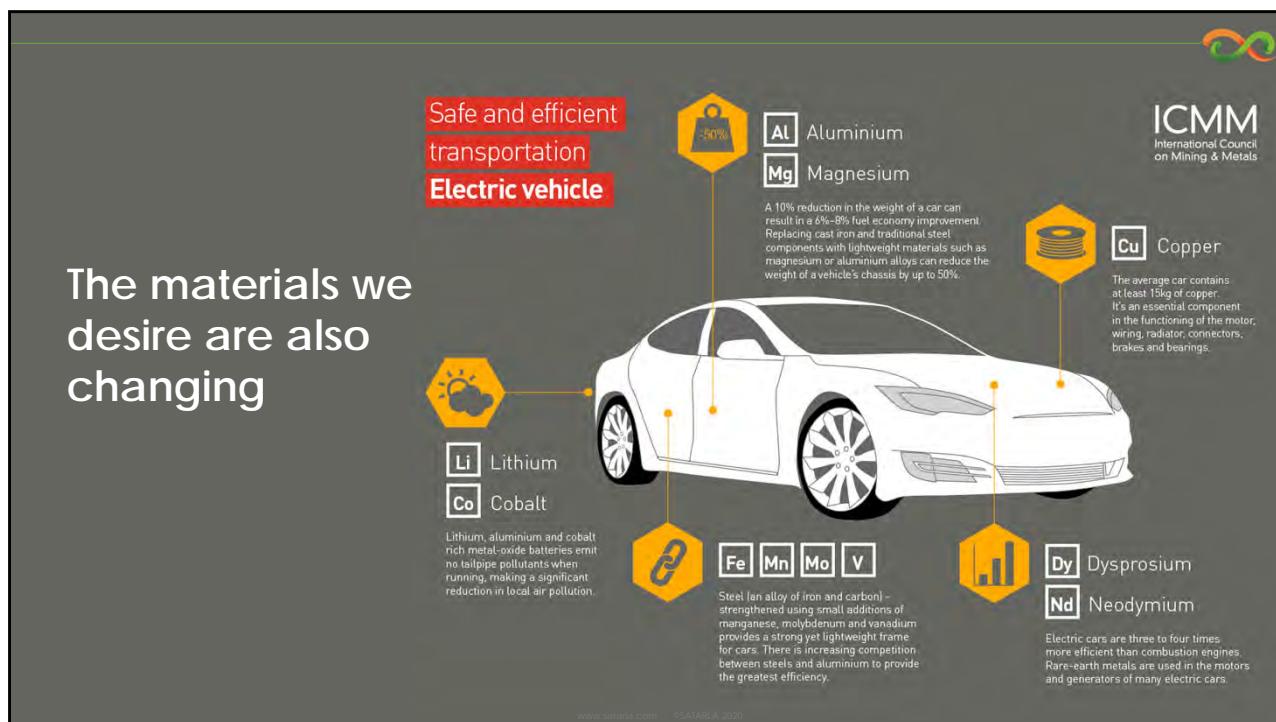 The materials we
desire are also
changing
Safe and efficient
transportation
Electric vehicle
-50%
Al Aluminium
Mg Magnesium
A 10% reduction in the weight of a car can
result in a 6%–8% fuel economy improvement.
Replacing cast iron and traditional steel
components with lightweight materials such as
magnesium or aluminium alloys can reduce the
weight of a vehicle's chassis by up to 50%.
ICMM
International Council
on Mining & Metals
Cu Copper
The average car contains
at least 15kg of copper.
It's an essential component
in the functioning of the motor,
wiring, radiator, connectors,
brakes and bearings.
Li Lithium
Co Cobalt
Lithium, aluminium and cobalt
rich metal-oxide batteries emit
no tailpipe pollutants when
running, making a significant
reduction in local air pollution.
Fe Mn Mo V
Steel (an alloy of iron and carbon) –
strengthened using small additions of
manganese, molybdenum and vanadium
provides a strong yet lightweight frame
for cars. There is increasing competition
between steels and aluminium to provide
the greatest efficiency.
Dy Dysprosium
Nd Neodymium
Electric cars are three to four times
more efficient than combustion engines.
Rare-earth metals are used in the motors
and generators of many electric cars.
www.satarla.com ©SATARLA 2020